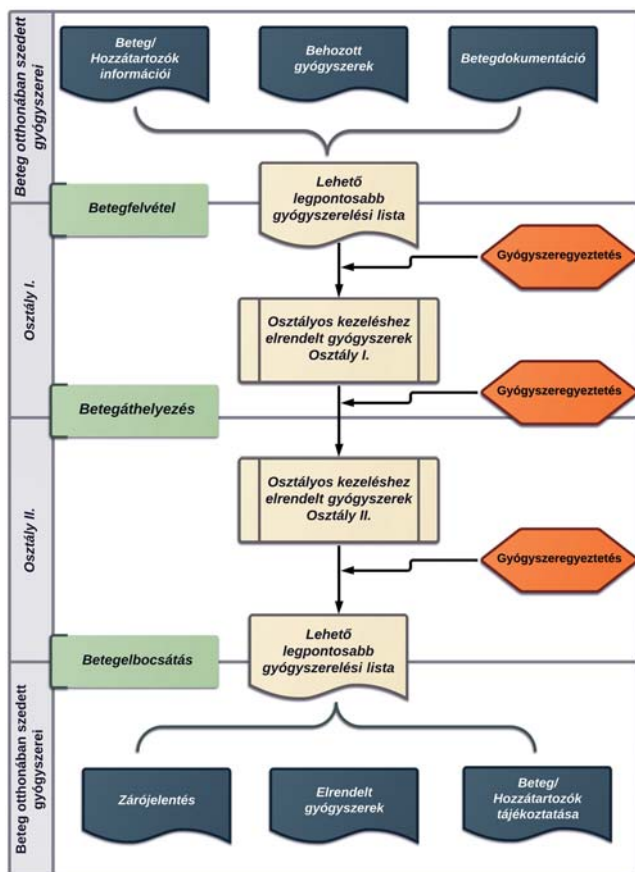 Beteg otthonában szedett
gyógyszerei
Beteg/
Hozzátartozók
információi
Behozott
gyógyszerek
Betegdokumentáció
Lehető
legpontosabb
gyógyszerelési lista
Betegfelvétel
Gyógyszeregyeztetés
Osztály I.
Osztályos kezeléshez
elrendelt gyógyszerek
Osztály I.
Betegáthelyezés
Gyógyszeregyeztetés
Osztály II.
Osztályos kezeléshez
elrendelt gyógyszerek
Osztály II.
Gyógyszeregyeztetés
Betegelbocsátás
Lehető
legpontosabb
gyógyszerelési lista
Beteg otthonában szedett
gyógyszerei
Zárójelentés
Elrendelt
gyógyszerek
Beteg/
Hozzátartozók
tájékoztatása